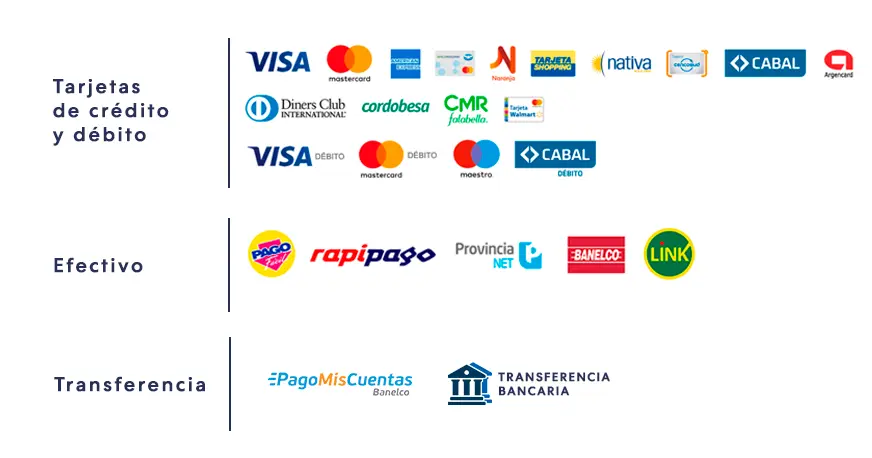 Tarjetas
de crédito
y débito
VISA
mastercard
AMERICAN EXPRESS
Naranja
TARJETA SHOPPING
nativa
cencosud
CABAL
Argencard
Diners Club
INTERNATIONAL
cordobesa
CMR
falabella.
Tarjeta
Walmart
VISA DÉBITO
mastercard
DÉBITO
maestro
CABAL
DÉBITO
Efectivo
PAGO
fácil
rapipago
Provincia
NET
BANELCO
LINK
Transferencia
PagoMisCuentas
Banelco
TRANSFERENCIA
BANCARIA